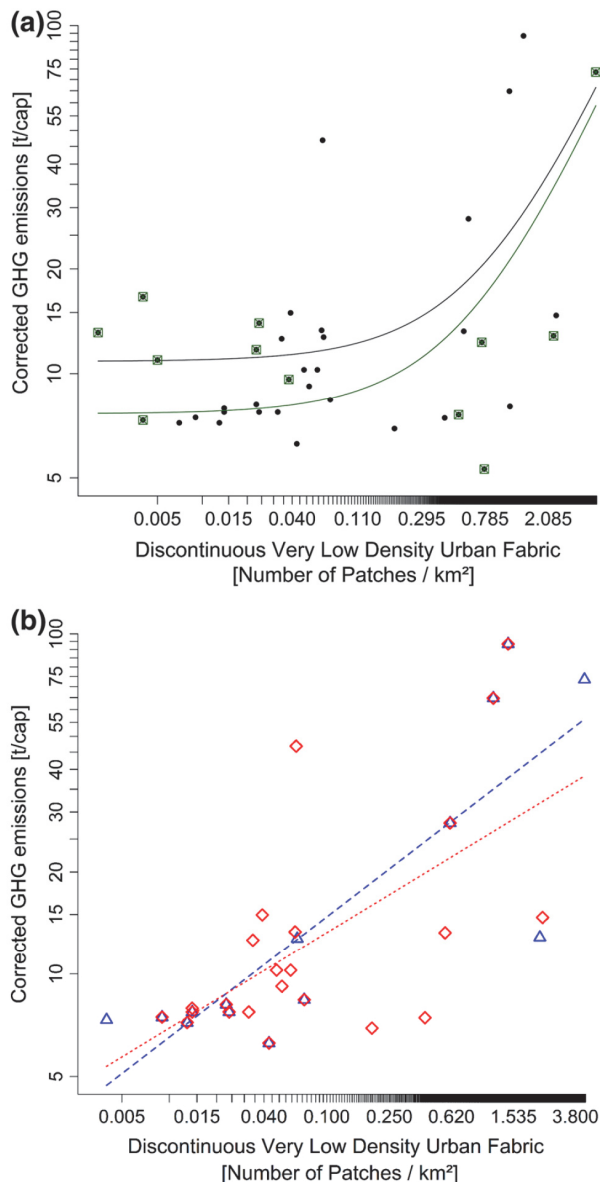 (a)
Corrected GHG emissions [t/cap]
100
75
55
40
30
20
15
10
5
0.005 0.015 0.040 0.110 0.295 0.785 2.085
Discontinuous Very Low Density Urban Fabric
[Number of Patches / km²]
(b)
Corrected GHG emissions [t/cap]
100
75
55
40
30
20
15
10
5
0.005 0.015 0.040 0.100 0.250 0.620 1.535 3.800
Discontinuous Very Low Density Urban Fabric
[Number of Patches / km²]